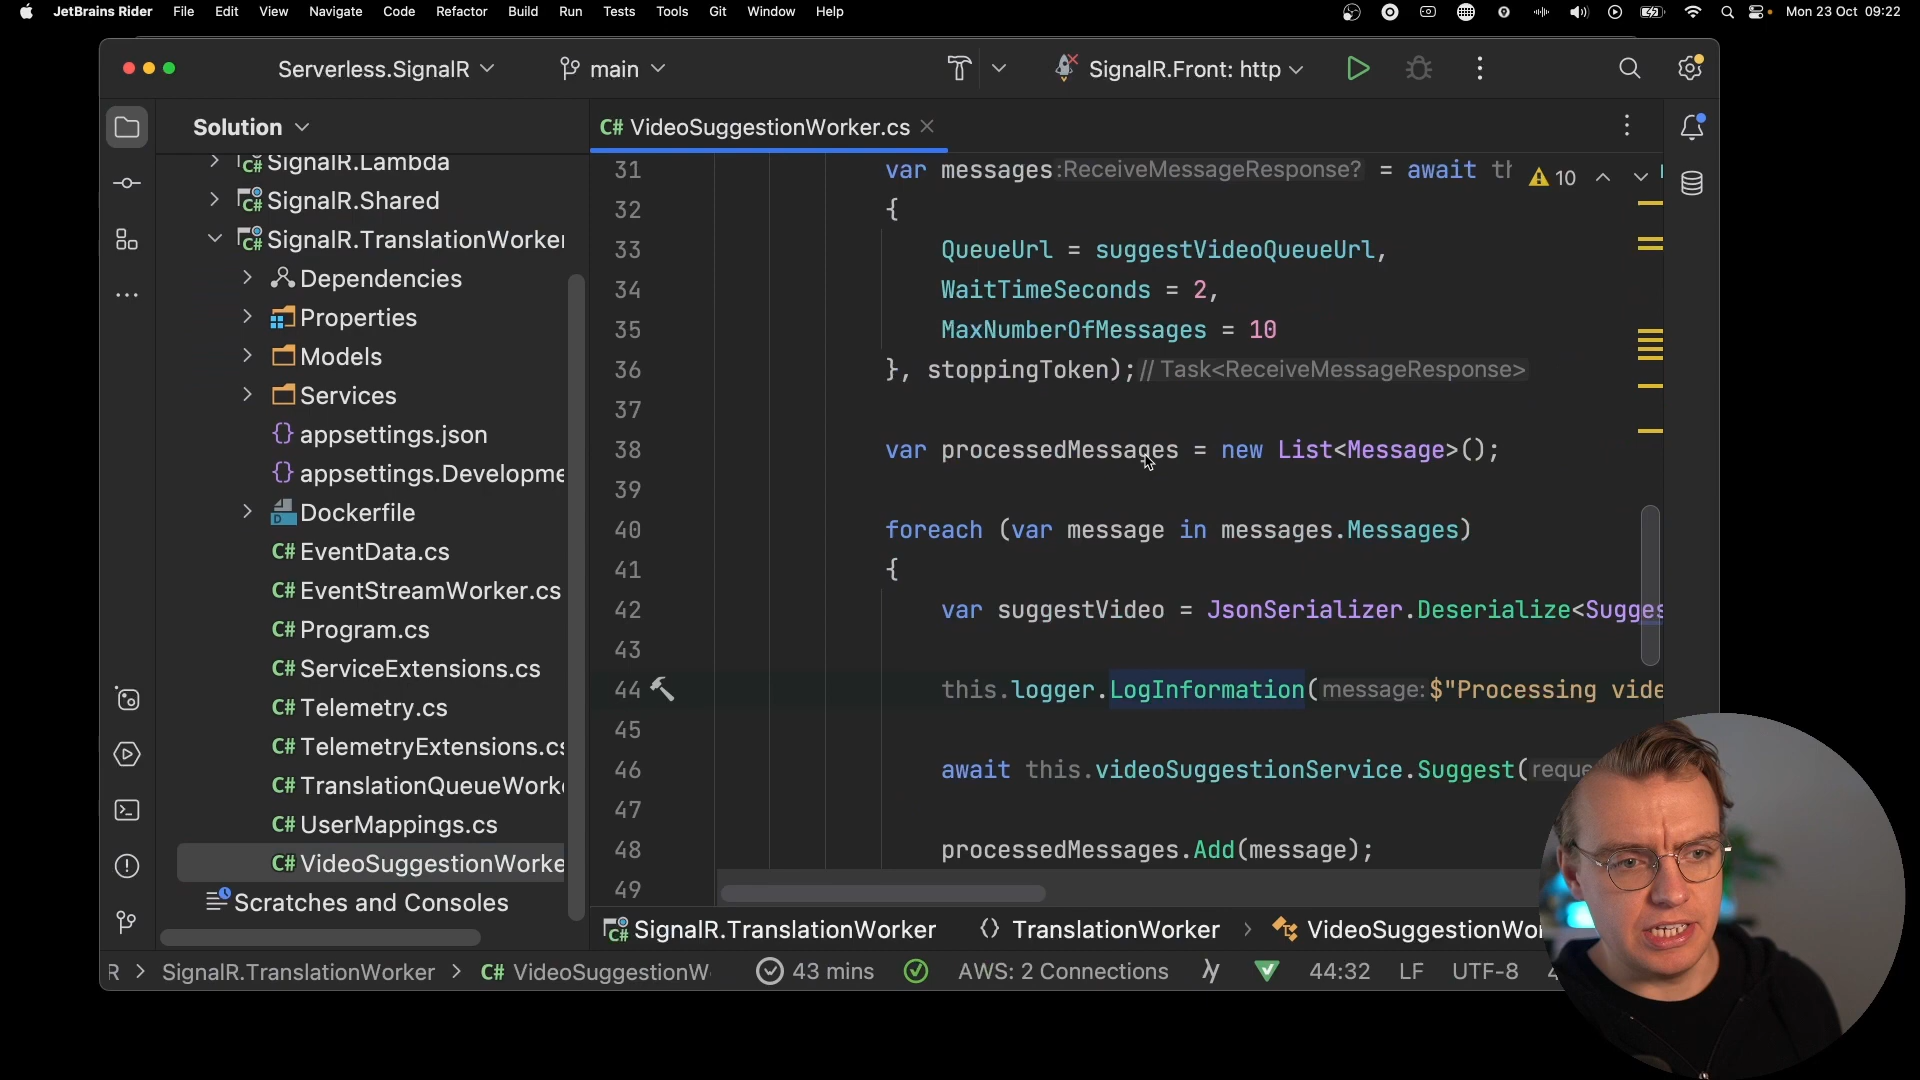 JetBrains Rider File Edit View Navigate Code Refactor Build Run Tests Tools Git Window Help Mon 23 Oct 09:22
Serverless.SignalR main SignalR.Front: http
Solution
C# VideoSuggestionWorker.cs
SignalR.Lambda
SignalR.Shared
SignalR.TranslationWorker
Dependencies
Properties
Models
Services
appsettings.json
appsettings.Developme
Dockerfile
C# EventData.cs
C# EventStreamWorker.cs
C# Program.cs
C# ServiceExtensions.cs
C# Telemetry.cs
C# TelemetryExtensions.cs
C# TranslationQueueWork
C# UserMappings.cs
C# VideoSuggestionWorke
Scratches and Consoles
31 var messages :ReceiveMessageResponse? = await th 10
32 {
33 QueueUrl = suggestVideoQueueUrl,
34 WaitTimeSeconds = 2,
35 MaxNumberOfMessages = 10
36 }, stoppingToken); // Task<ReceiveMessageResponse>
37
38 var processedMessages = new List<Message>();
39
40 foreach (var message in messages.Messages)
41 {
42 var suggestVideo = JsonSerializer.Deserialize<Sugges
43
44 this.logger.LogInformation( message: $"Processing vide
45
46 await this.videoSuggestionService.Suggest( reque
47
48 processedMessages.Add(message);
49
SignalR.TranslationWorker TranslationWorker VideoSuggestionWor
R > SignalR.TranslationWorker > C# VideoSuggestionW 43 mins AWS: 2 Connections 44:32 LF UTF-8 4